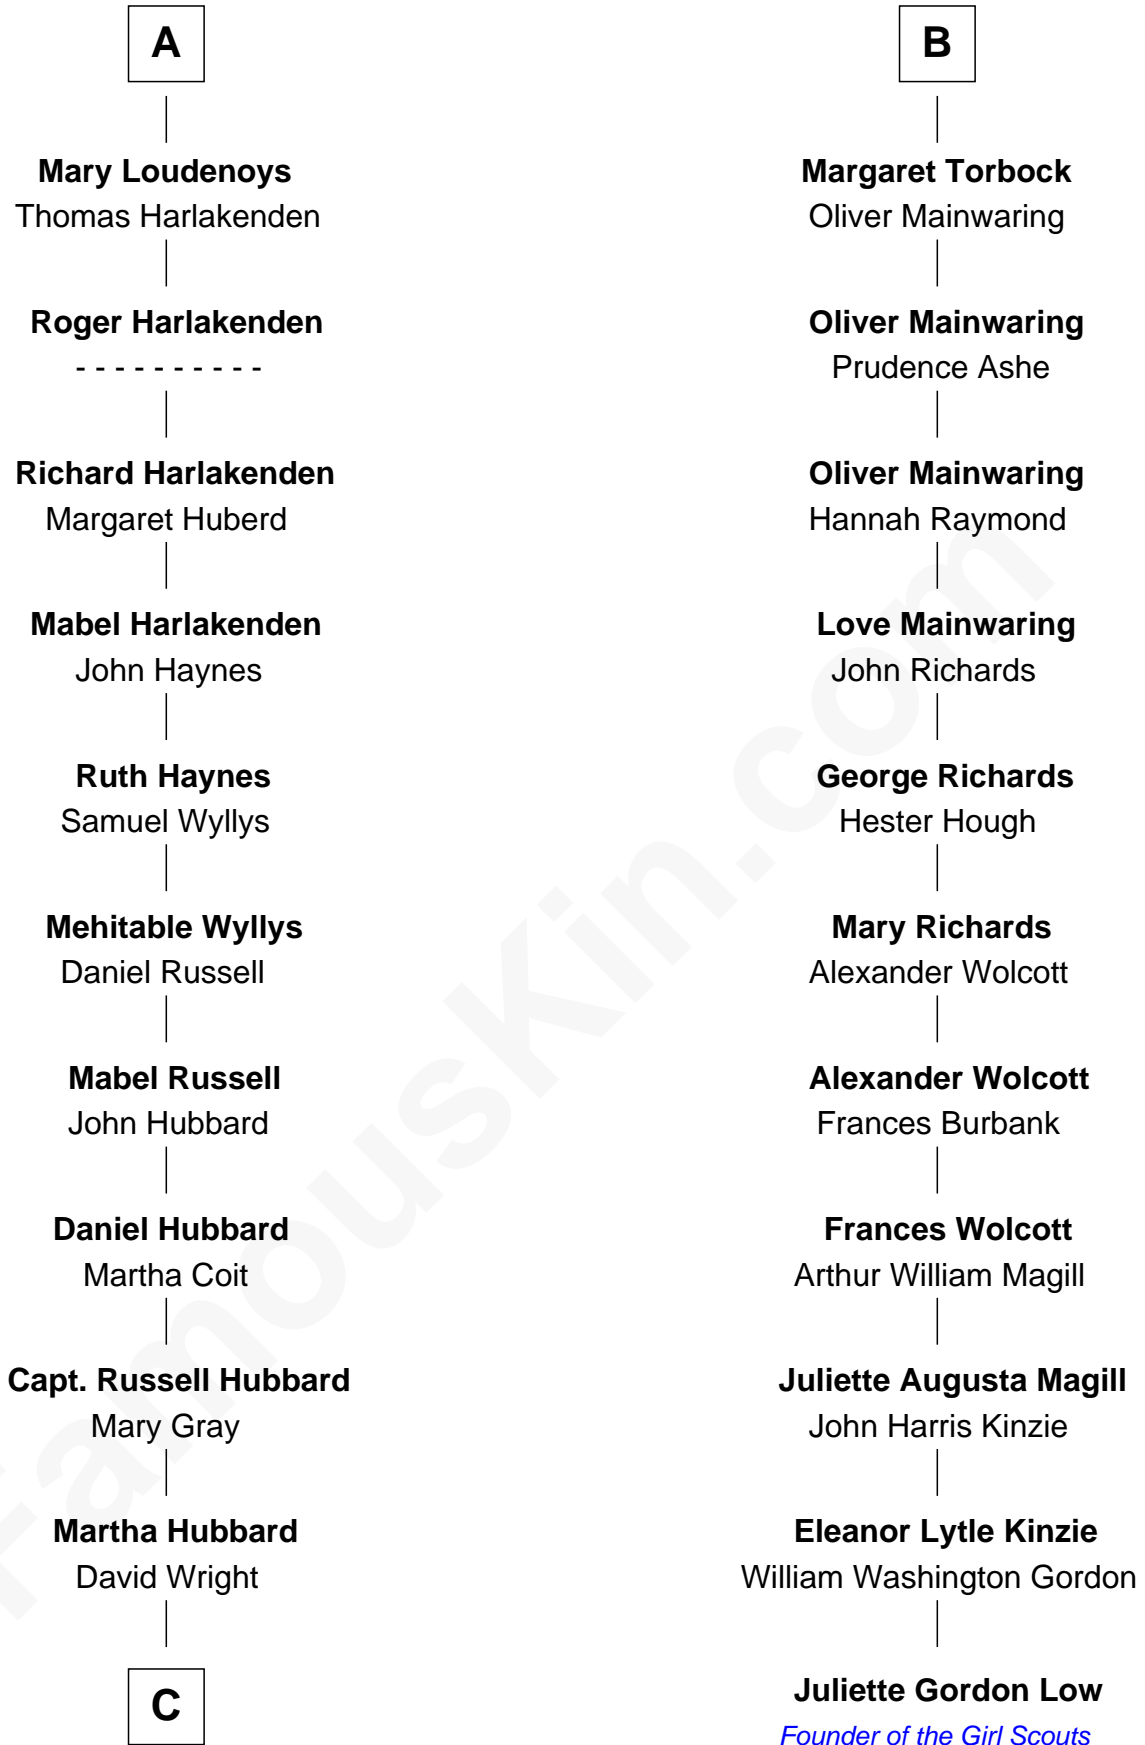 A
Mary Loudenoys
Thomas Harlakenden
Roger Harlakenden
- - - - - - - - - -
Richard Harlakenden
Margaret Huberd
Mabel Harlakenden
John Haynes
Ruth Haynes
Samuel Wyllys
Mehitable Wyllys
Daniel Russell
Mabel Russell
John Hubbard
Daniel Hubbard
Martha Coit
Capt. Russell Hubbard
Mary Gray
Martha Hubbard
David Wright
C
B
Margaret Torbock
Oliver Mainwaring
Oliver Mainwaring
Prudence Ashe
Oliver Mainwaring
Hannah Raymond
Love Mainwaring
John Richards
George Richards
Hester Hough
Mary Richards
Alexander Wolcott
Alexander Wolcott
Frances Burbank
Frances Wolcott
Arthur William Magill
Juliette Augusta Magill
John Harris Kinzie
Eleanor Lytle Kinzie
William Washington Gordon
Juliette Gordon Low
Founder of the Girl Scouts
FamousKin.com